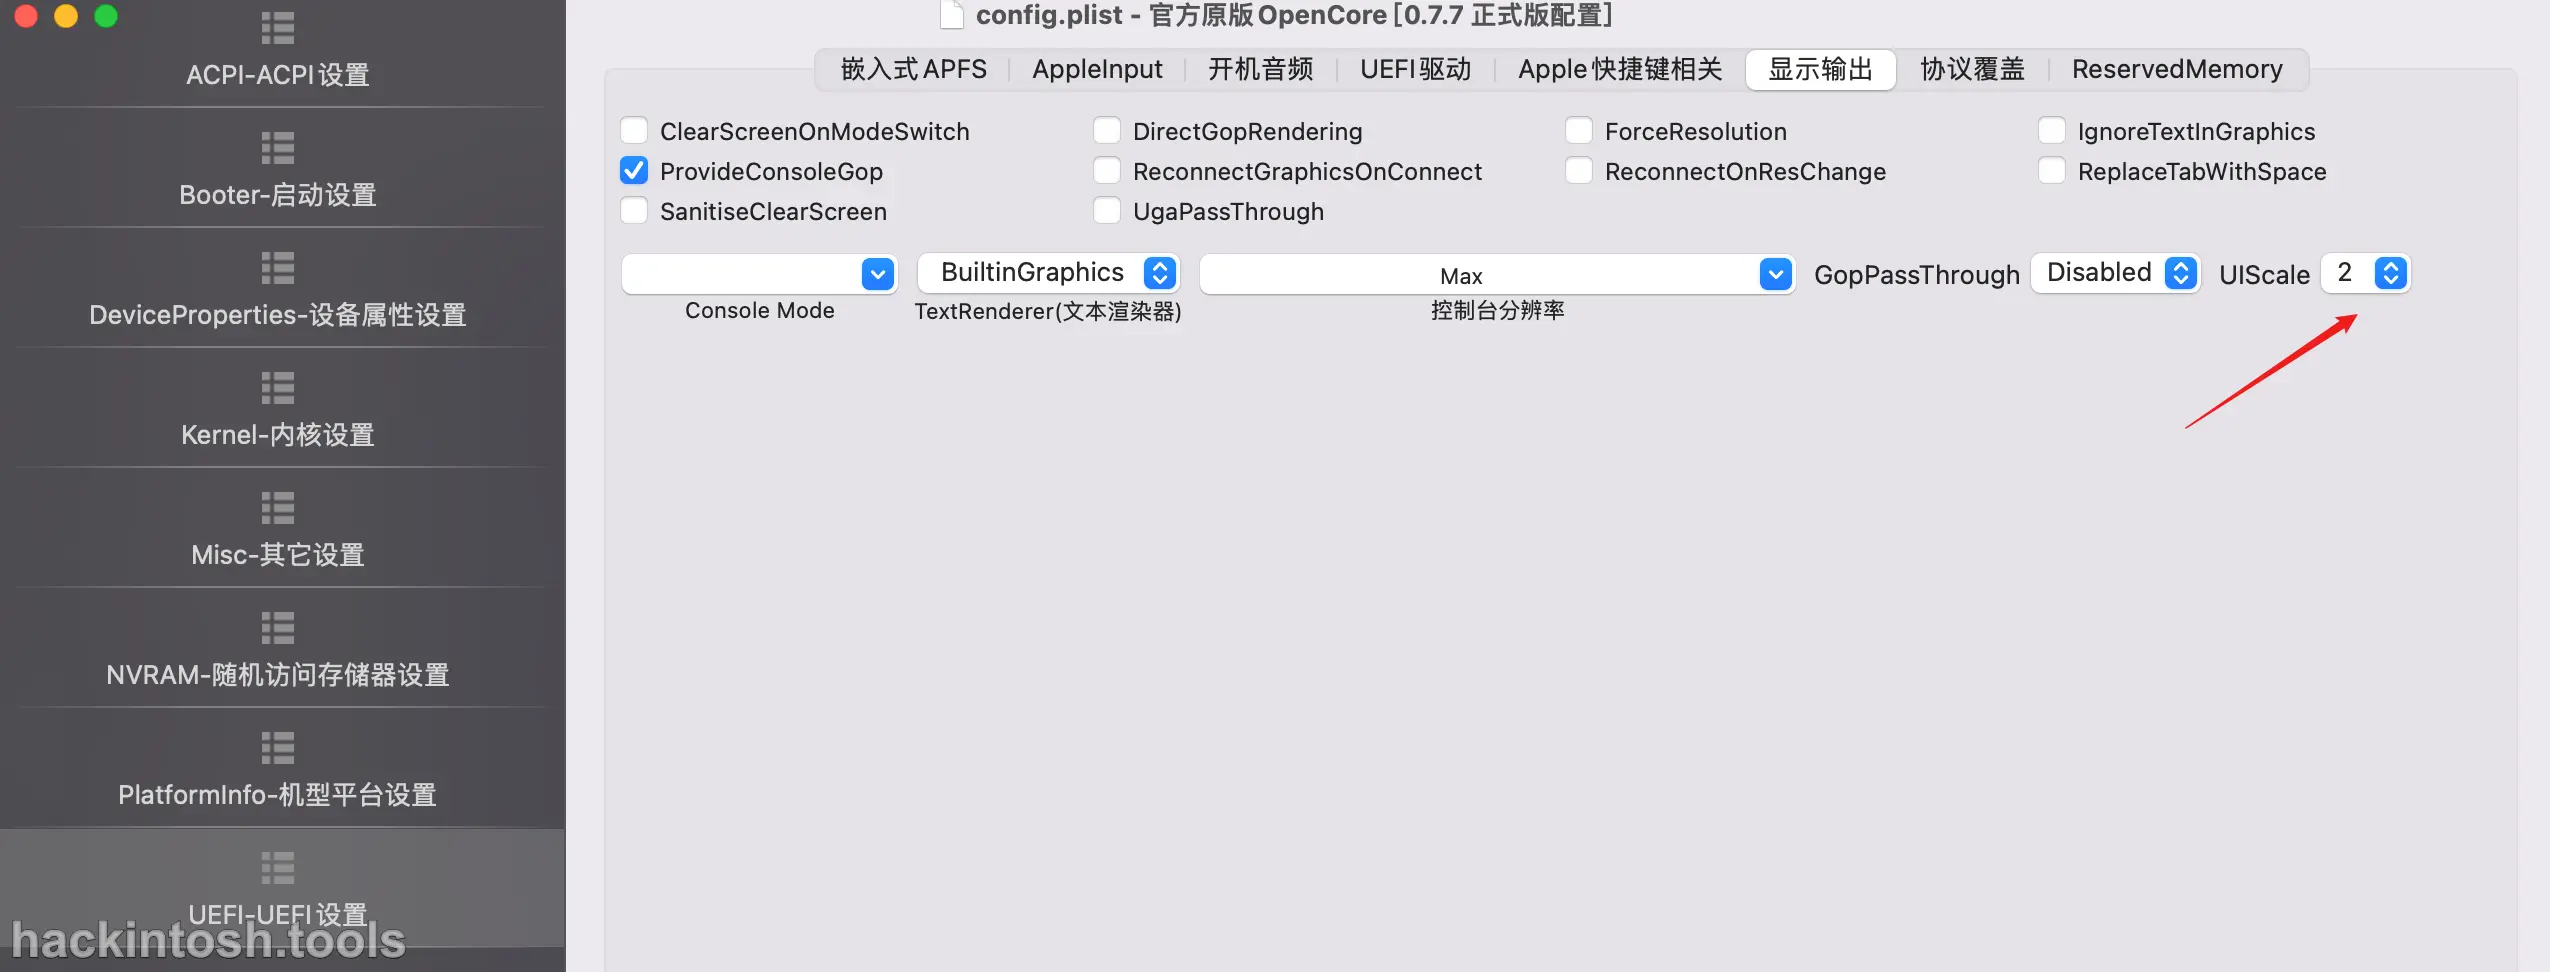 config.plist - 官方原版 OpenCore [0.7.7 正式版配置]
ACPI-ACPI 设置
Booter-启动设置
DeviceProperties-设备属性设置
Kernel-内核设置
Misc-其它设置
NVRAM-随机访问存储器设置
PlatformInfo-机型平台设置
UEFI-UEFI 设置
hackintosh.tools
嵌入式 APFS AppleInput 开机音频 UEFI 驱动 Apple 快捷键相关 显示输出 协议覆盖 ReservedMemory
ClearScreenOnModeSwitch DirectGopRendering ForceResolution IgnoreTextInGraphics
ProvideConsoleGop ReconnectGraphicsOnConnect ReconnectOnResChange ReplaceTabWithSpace
SanitiseClearScreen UgaPassThrough
BuiltinGraphics Max GopPassThrough Disabled UIScale 2
Console Mode TextRenderer(文本渲染器) 控制台分辨率